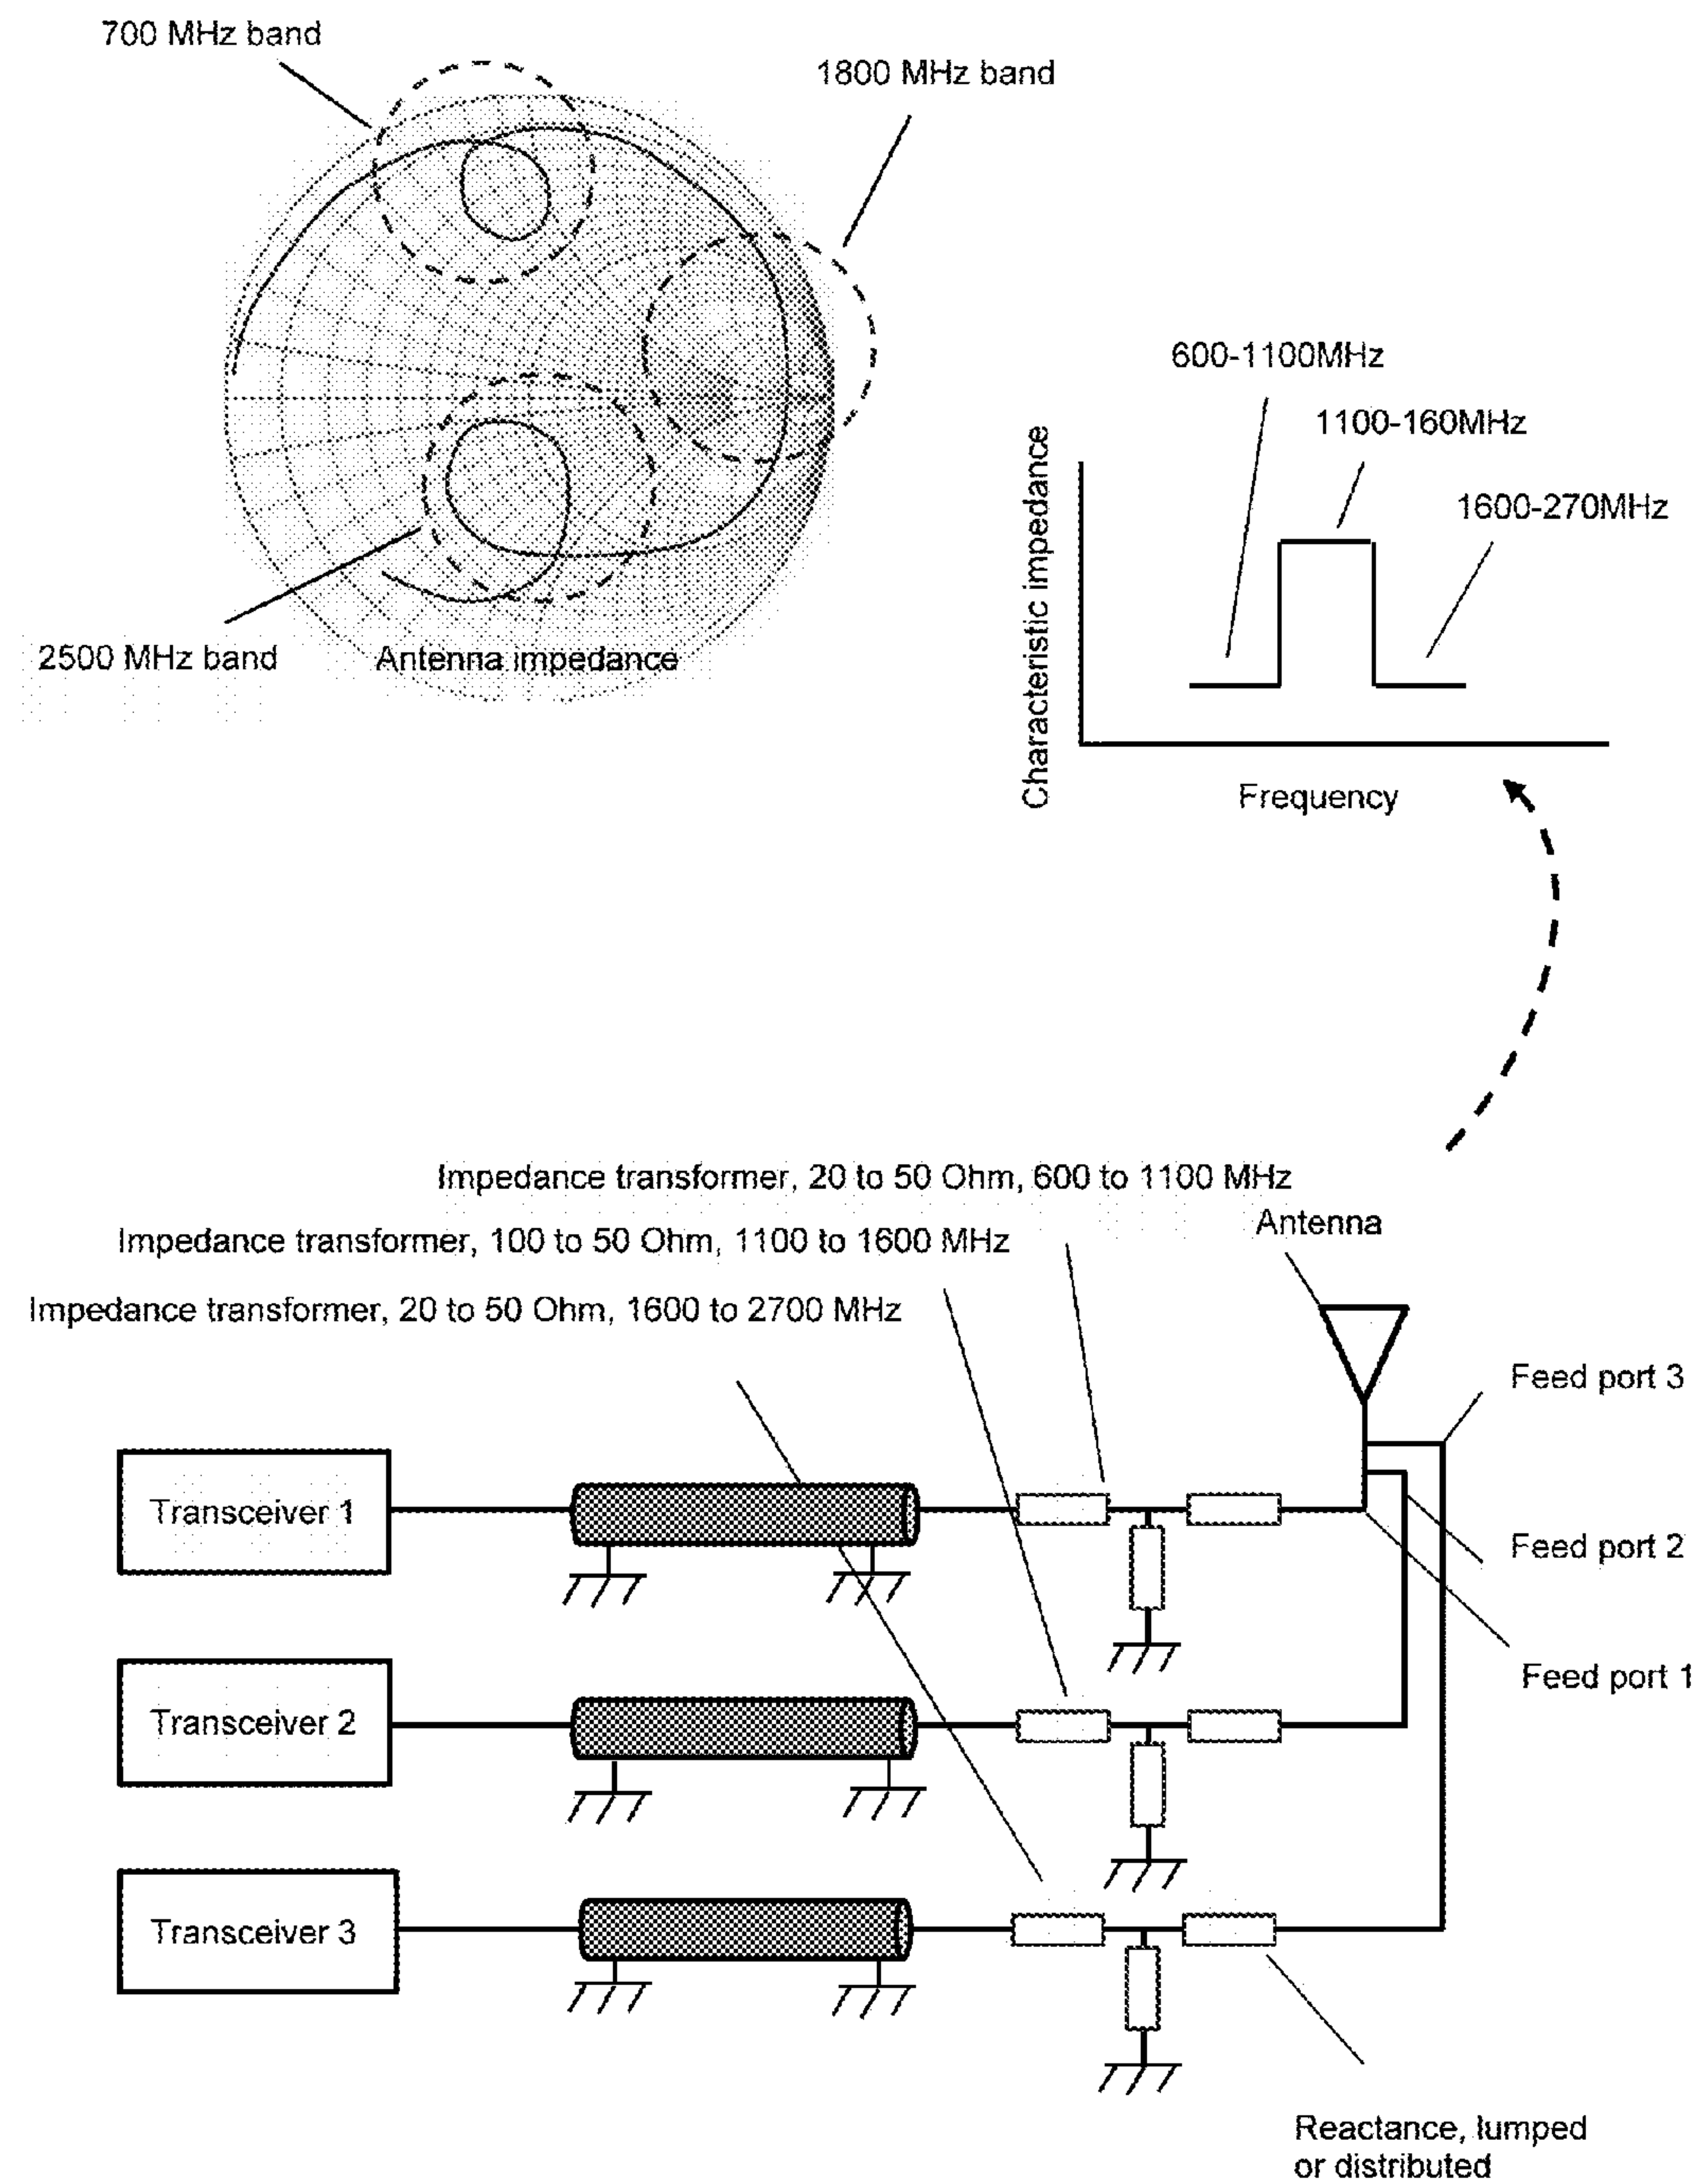 700 MHz band
1800 MHz band
2500 MHz band
Antenna impedance
600-1100MHz
1100-160MHz
1600-270MHz
Characteristic impedance
Frequency
Impedance transformer, 20 to 50 Ohm, 600 to 1100 MHz
Impedance transformer, 100 to 50 Ohm, 1100 to 1600 MHz
Impedance transformer, 20 to 50 Ohm, 1600 to 2700 MHz
Antenna
Feed port 3
Feed port 2
Feed port 1
Transceiver 1
Transceiver 2
Transceiver 3
Reactance, lumped
or distributed